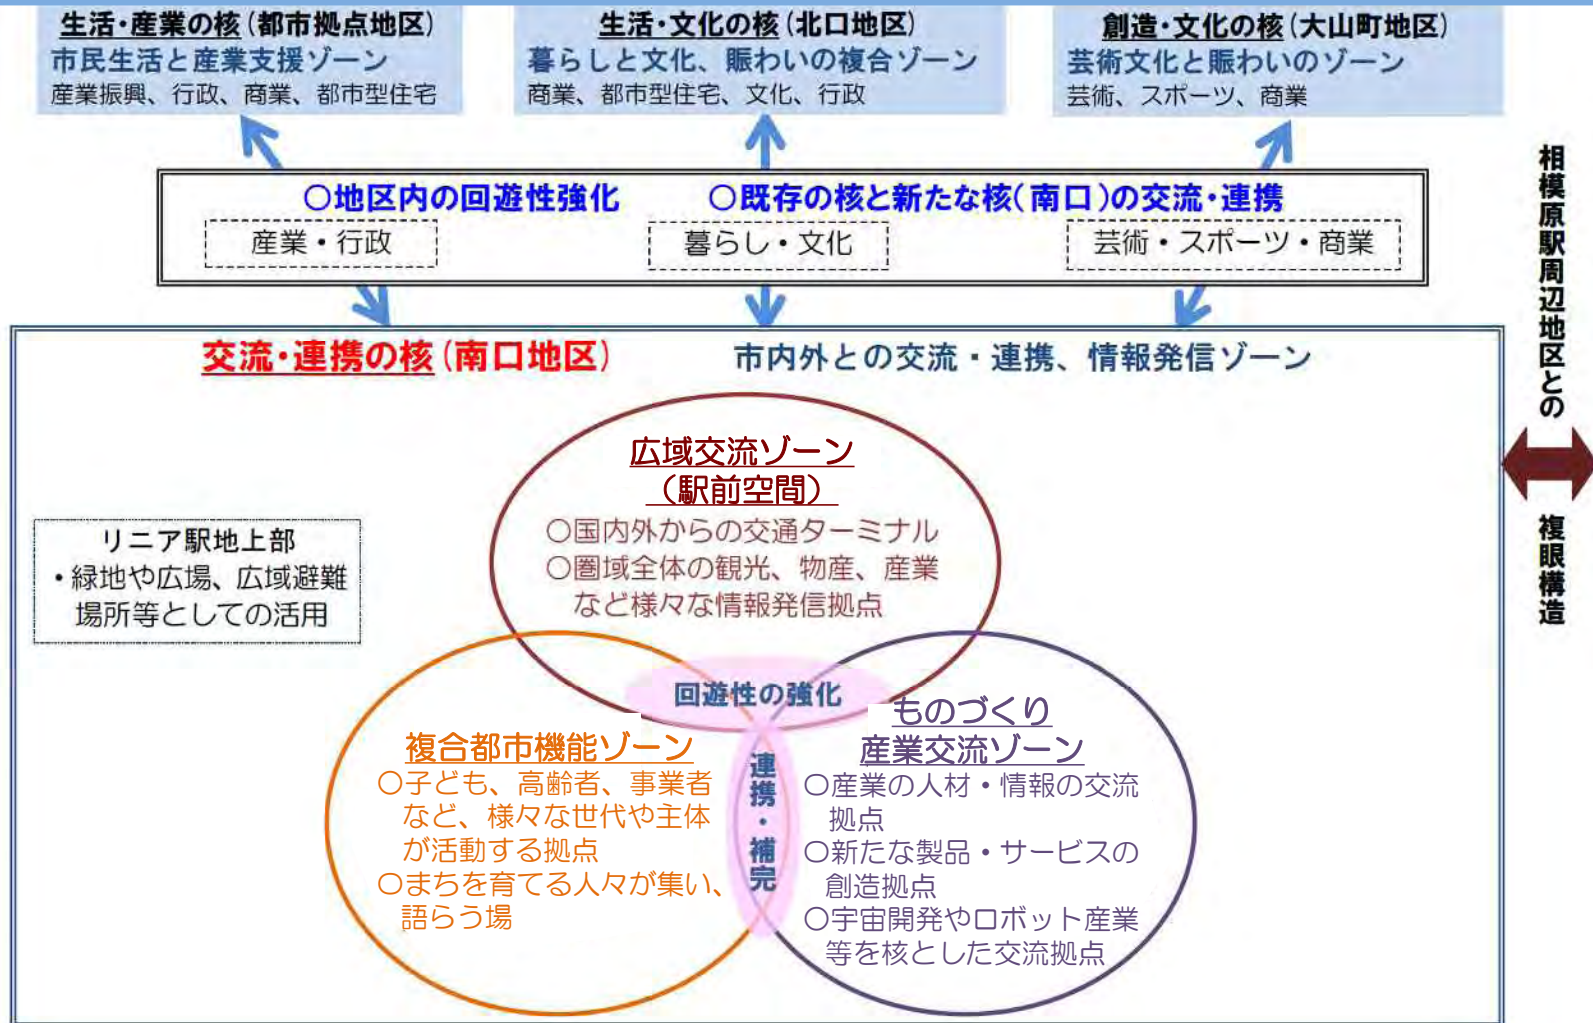 生活・産業の核(都市拠点地区)
市民生活と産業支援ゾーン
産業振興、行政、商業、都市型住宅
生活・文化の核(北口地区)
暮らしと文化、賑わいの複合ゾーン
商業、都市型住宅、文化、行政
創造・文化の核(大山町地区)
芸術文化と賑わいのゾーン
芸術、スポーツ、商業
○地区内の回遊性強化
○既存の核と新たな核(南口)の交流・連携
産業・行政
暮らし・文化
芸術・スポーツ・商業
交流・連携の核(南口地区)
市内外との交流・連携、情報発信ゾーン
広域交流ゾーン
(駅前空間)
○国内外からの交通ターミナル
○圏域全体の観光、物産、産業
など様々な情報発信拠点
リニア駅地上部
・緑地や広場、広域避難
場所等としての活用
回遊性の強化
複合都市機能ゾーン
○子ども、高齢者、事業者
など、様々な世代や主体
が活動する拠点
○まちを育てる人々が集い、
語らう場
連携・補完
ものづくり
産業交流ゾーン
○産業の人材・情報の交流
拠点
○新たな製品・サービスの
創造拠点
○宇宙開発やロボット産業
等を核とした交流拠点
相模原駅周辺地区との
複眼構造